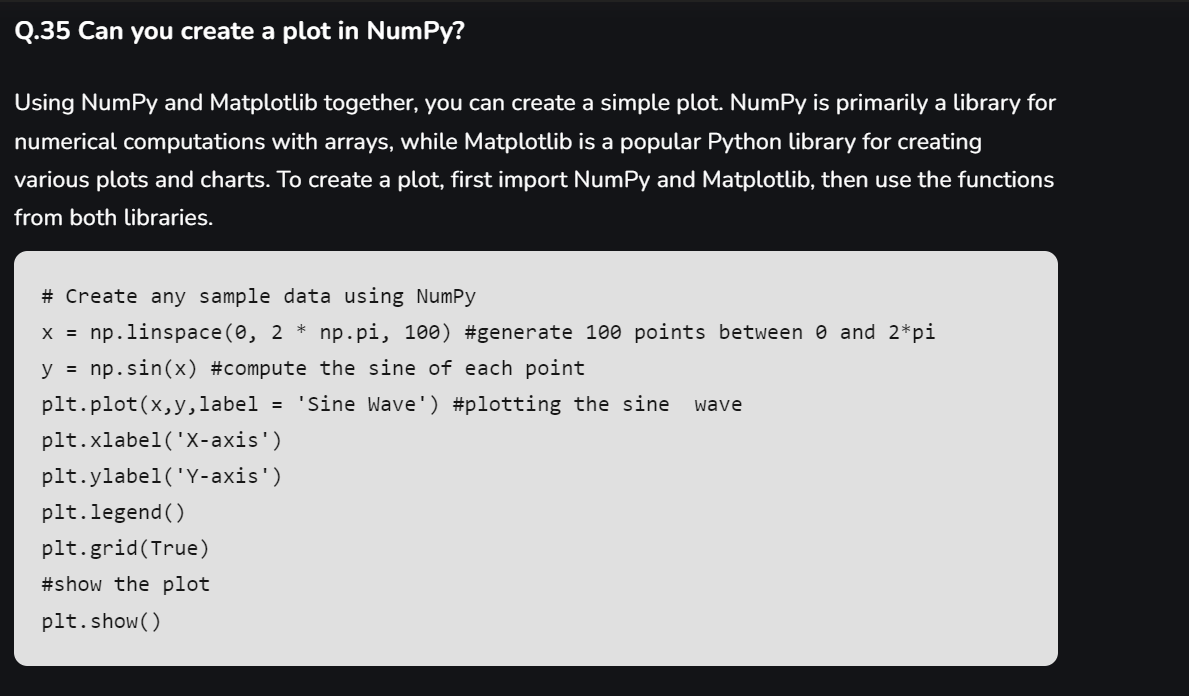 Q.35 Can you create a plot in NumPy?
Using NumPy and Matplotlib together, you can create a simple plot. NumPy is primarily a library for
numerical computations with arrays, while Matplotlib is a popular Python library for creating
various plots and charts. To create a plot, first import NumPy and Matplotlib, then use the functions
from both libraries.
# Create any sample data using NumPy
x = np.linspace(0, 2 * np.pi, 100) #generate 100 points between 0 and 2*pi
y = np.sin(x) #compute the sine of each point
plt.plot(x,y,label = 'Sine Wave') #plotting the sine  wave
plt.xlabel('X-axis')
plt.ylabel('Y-axis')
plt.legend()
plt.grid(True)
#show the plot
plt.show()